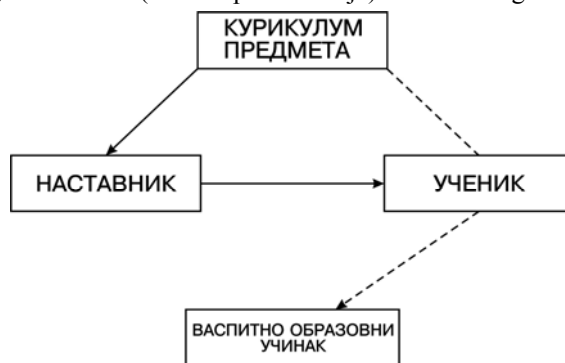 КУРИКУЛУМ
ПРЕДМЕТА
НАСТАВНИК
УЧЕНИК
ВАСПИТНО ОБРАЗОВНИ
УЧИНАК